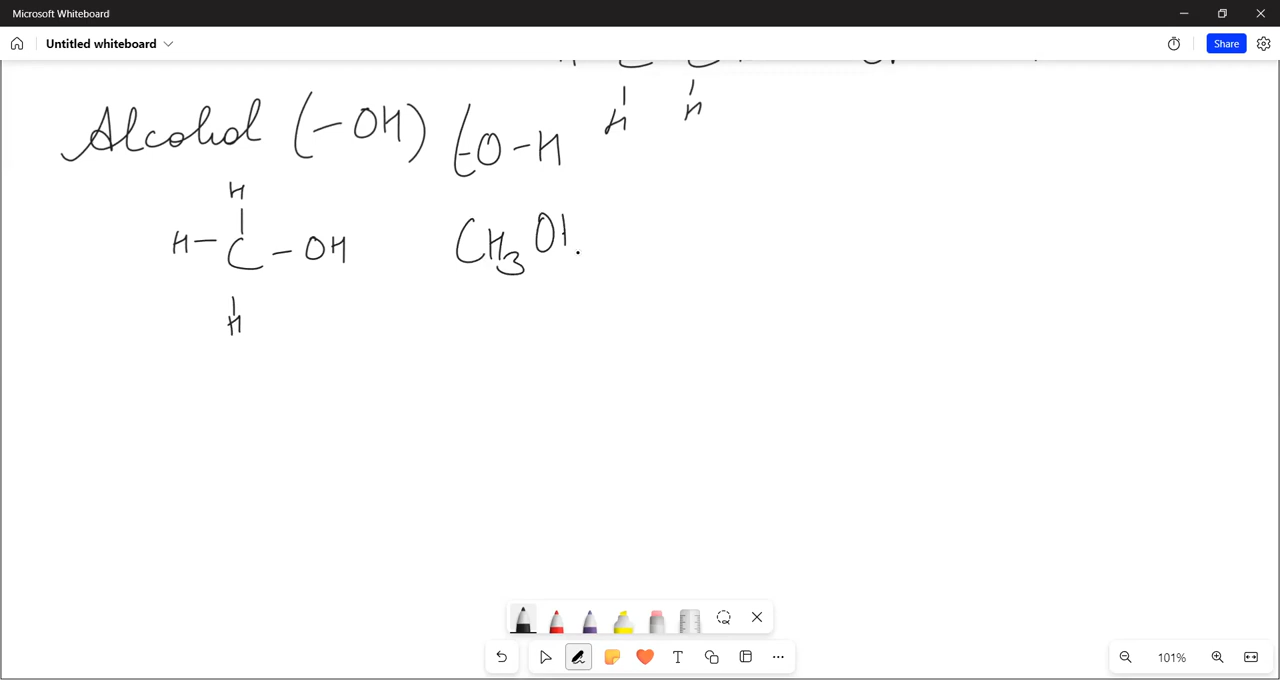 Microsoft Whiteboard
Untitled whiteboard
Share
H H
Alcohol (-OH) (-O-H
H
H-C-OH CH3OH
H
101%